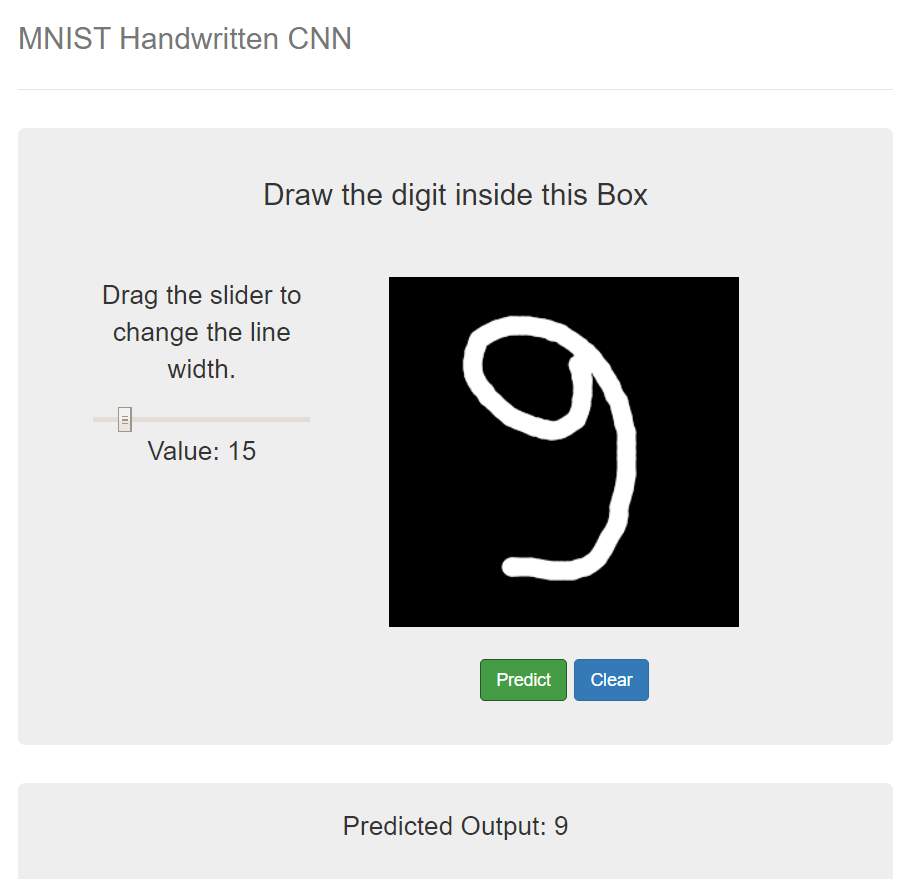 MNIST Handwritten CNN
Draw the digit inside this Box
Drag the slider to
change the line
width.
Value: 15
9
Predict Clear
Predicted Output: 9